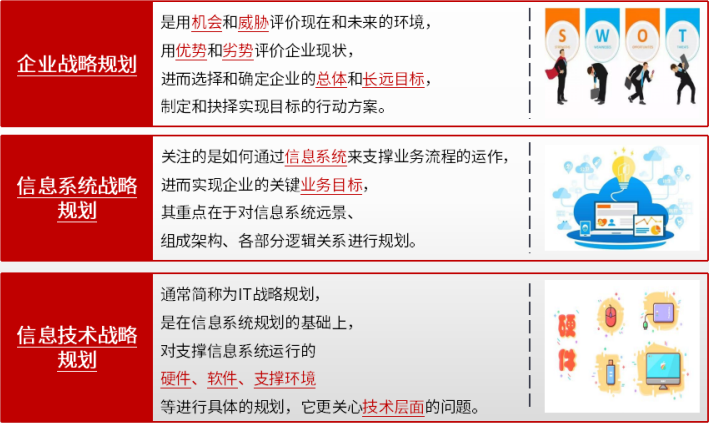 企业战略规划
是用机会和威胁评价现在和未来的环境，
用优势和劣势评价企业现状，
进而选择和确定企业的总体和长远目标，
制定和抉择实现目标的行动方案。
S W O T
信息系统战略
规划
关注的是如何通过信息系统来支撑业务流程的运作，
进而实现企业的关键业务目标，
其重点在于对信息系统远景、
组成架构、各部分逻辑关系进行规划。
信息技术战略
规划
通常简称为IT战略规划，
是在信息系统规划的基础上，
对支撑信息系统运行的
硬件、软件、支撑环境
等进行具体的规划，它更关心技术层面的问题。
硬件